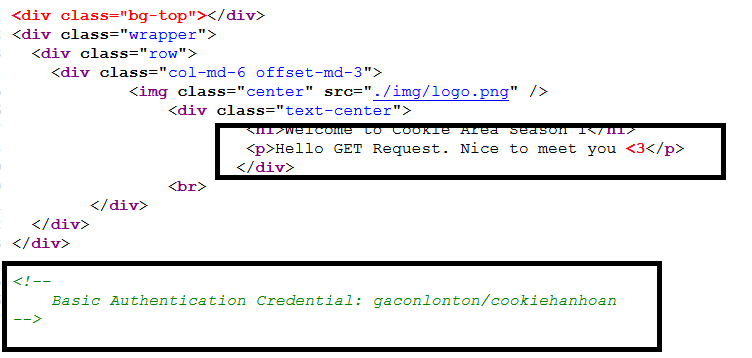 <div class="bg-top"></div>
<div class="wrapper">
<div class="row">
<div class="col-md-6 offset-md-3">
<img class="center" src="./img/logo.png" />
<div class="text-center">
<h1>Welcome to Cookie Area Season 1</h1>
<p>Hello GET Request. Nice to meet you <3</p>
</div>
<br>
</div>
</div>
</div>
<!--
Basic Authentication Credential: gaconlonton/cookiehanhoan
-->